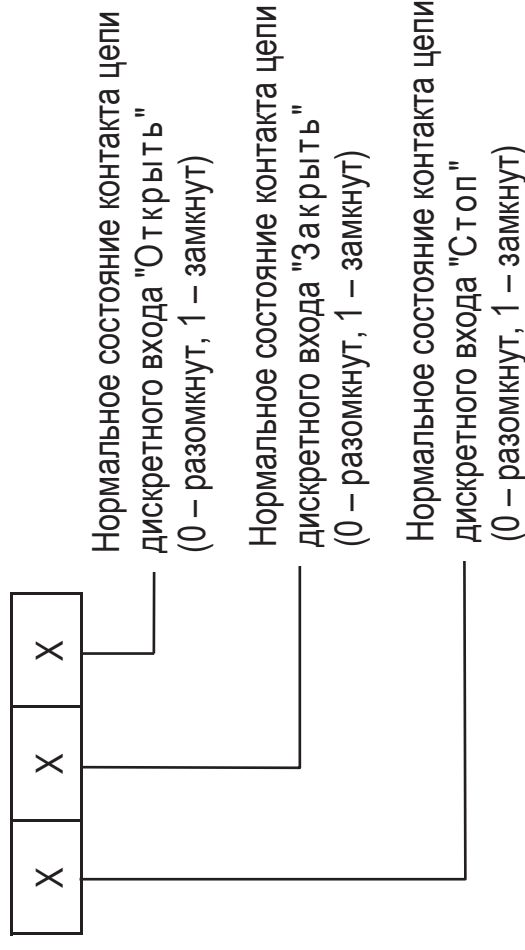 X X X
Нормальное состояние контакта цепи
дискретного входа "Открыть"
(0 – разомкнут, 1 – замкнут)
Нормальное состояние контакта цепи
дискретного входа "Закрыть"
(0 – разомкнут, 1 – замкнут)
Нормальное состояние контакта цепи
дискретного входа "Стоп"
(0 – разомкнут, 1 – замкнут)